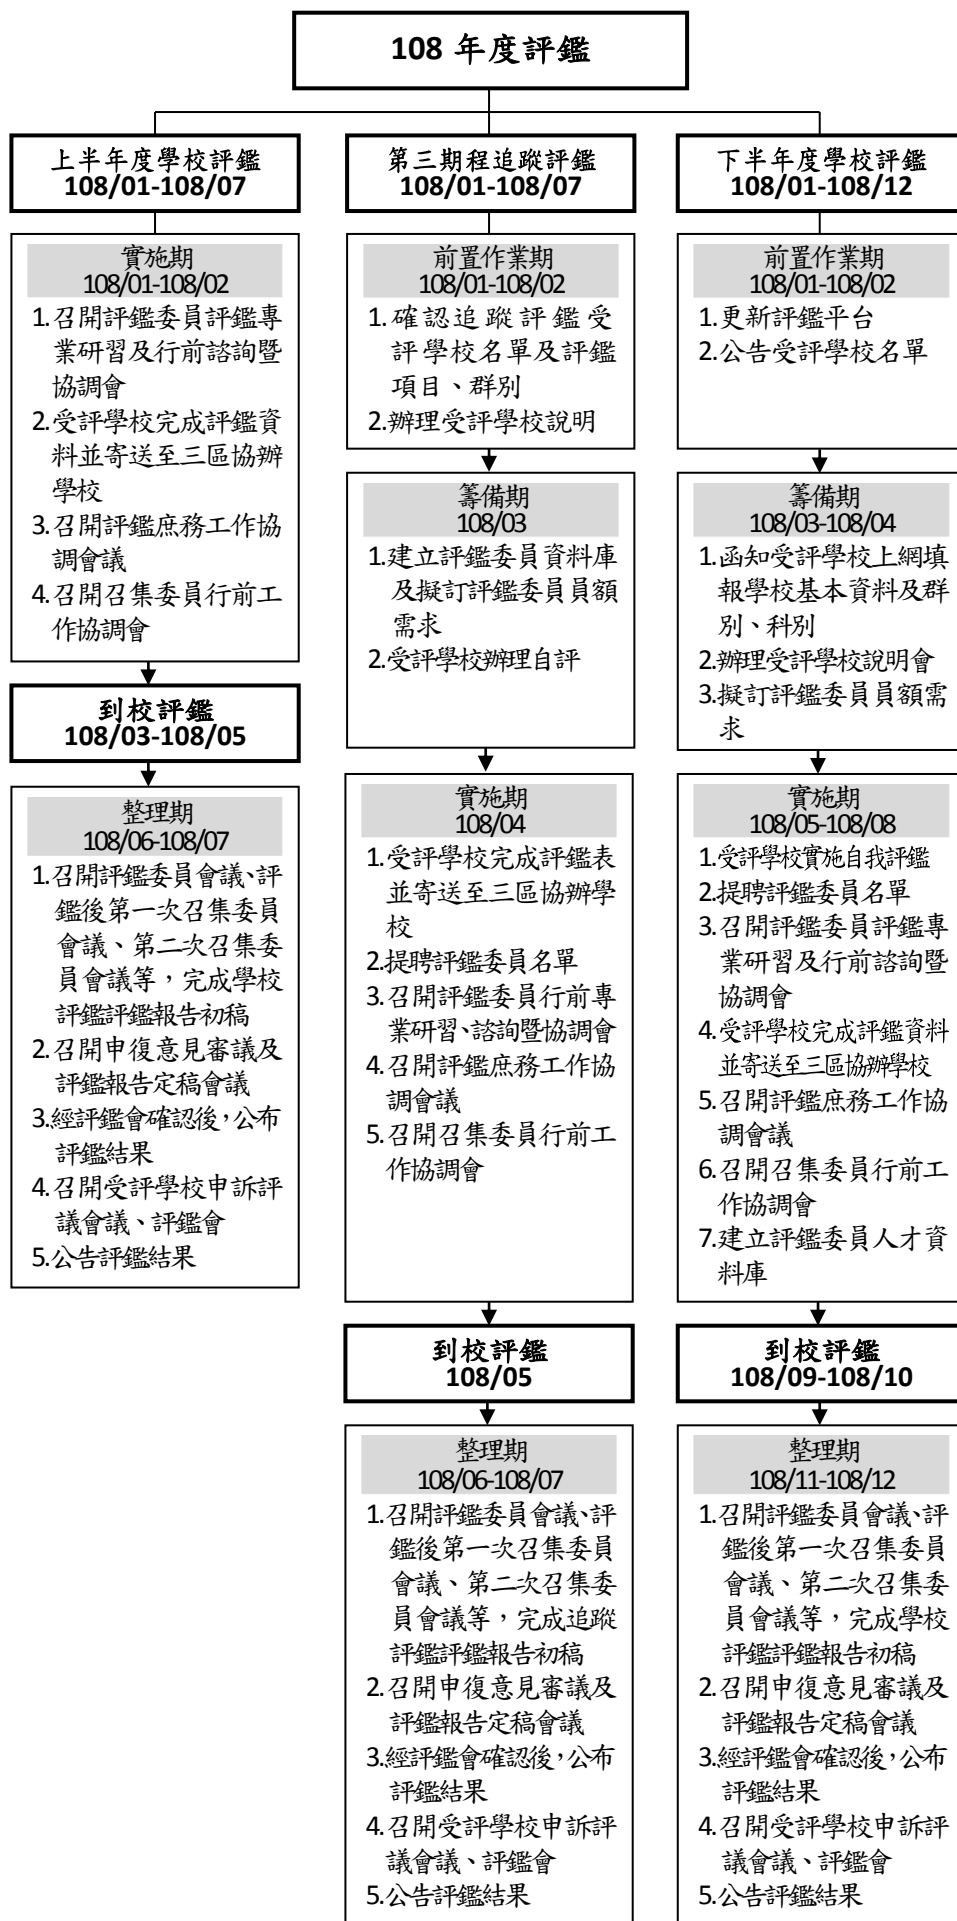 108 年度評鑑
上半年度學校評鑑
108/01-108/07
實施期
108/01-108/02
1.召開評鑑委員評鑑專
業研習及行前諮詢暨
協調會
2.受評學校完成評鑑資
料並寄送至三區協辦
學校
3.召開評鑑庶務工作協
調會議
4.召開召集委員行前工
作協調會
到校評鑑
108/03-108/05
整理期
108/06-108/07
1.召開評鑑委員會議、評
鑑後第一次召集委員
會議、第二次召集委
員會議等，完成學校
評鑑評鑑報告初稿
2.召開申復意見審議及
評鑑報告定稿會議
3.經評鑑會確認後，公布
評鑑結果
4.召開受評學校申訴評
議會議、評鑑會
5.公告評鑑結果
第三期程追蹤評鑑
108/01-108/07
前置作業期
108/01-108/02
1.確認追蹤評鑑受
評學校名單及評鑑
項目、群別
2.辦理受評學校說明
籌備期
108/03
1.建立評鑑委員資料庫
及擬訂評鑑委員員額
需求
2.受評學校辦理自評
實施期
108/04
1.受評學校完成評鑑表
並寄送至三區協辦學
校
2.提聘評鑑委員名單
3.召開評鑑委員行前專
業研習、諮詢暨協調會
4.召開評鑑庶務工作協
調會議
5.召開召集委員行前工
作協調會
到校評鑑
108/05
整理期
108/06-108/07
1.召開評鑑委員會議、評
鑑後第一次召集委員
會議、第二次召集委
員會議等，完成追蹤
評鑑評鑑報告初稿
2.召開申復意見審議及
評鑑報告定稿會議
3.經評鑑會確認後，公布
評鑑結果
4.召開受評學校申訴評
議會議、評鑑會
5.公告評鑑結果
下半年度學校評鑑
108/01-108/12
前置作業期
108/01-108/02
1.更新評鑑平台
2.公告受評學校名單
籌備期
108/03-108/04
1.函知受評學校上網填
報學校基本資料及群
別、科別
2.辦理受評學校說明會
3.擬訂評鑑委員員額需
求
實施期
108/05-108/08
1.受評學校實施自我評鑑
2.提聘評鑑委員名單
3.召開評鑑委員評鑑專
業研習及行前諮詢暨
協調會
4.受評學校完成評鑑資料
並寄送至三區協辦學校
5.召開評鑑庶務工作協
調會議
6.召開召集委員行前工
作協調會
7.建立評鑑委員人才資
料庫
到校評鑑
108/09-108/10
整理期
108/11-108/12
1.召開評鑑委員會議、評
鑑後第一次召集委員
會議、第二次召集委
員會議等，完成學校
評鑑評鑑報告初稿
2.召開申復意見審議及
評鑑報告定稿會議
3.經評鑑會確認後，公布
評鑑結果
4.召開受評學校申訴評
議會議、評鑑會
5.公告評鑑結果